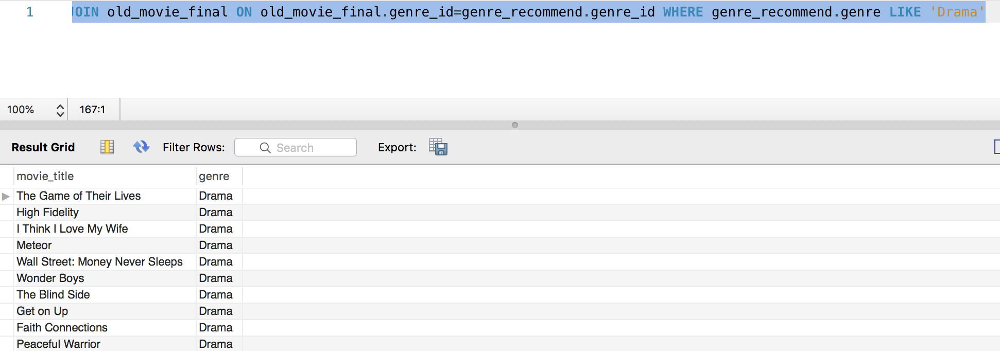 1 JOIN old_movie_final ON old_movie_final.genre_id=genre_recommend.genre_id WHERE genre_recommend.genre LIKE 'Drama'
100% 167:1
Result Grid Filter Rows: Search Export:
movie_title genre
The Game of Their Lives Drama
High Fidelity Drama
I Think I Love My Wife Drama
Meteor Drama
Wall Street: Money Never Sleeps Drama
Wonder Boys Drama
The Blind Side Drama
Get on Up Drama
Faith Connections Drama
Peaceful Warrior Drama